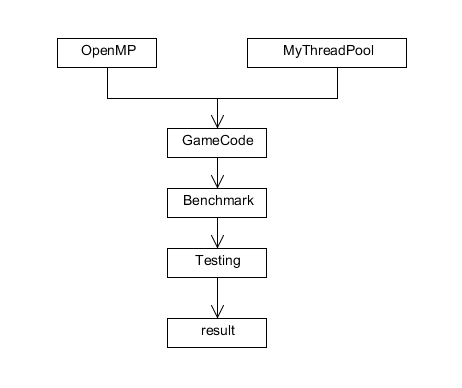 OpenMP
MyThreadPool
GameCode
Benchmark
Testing
result